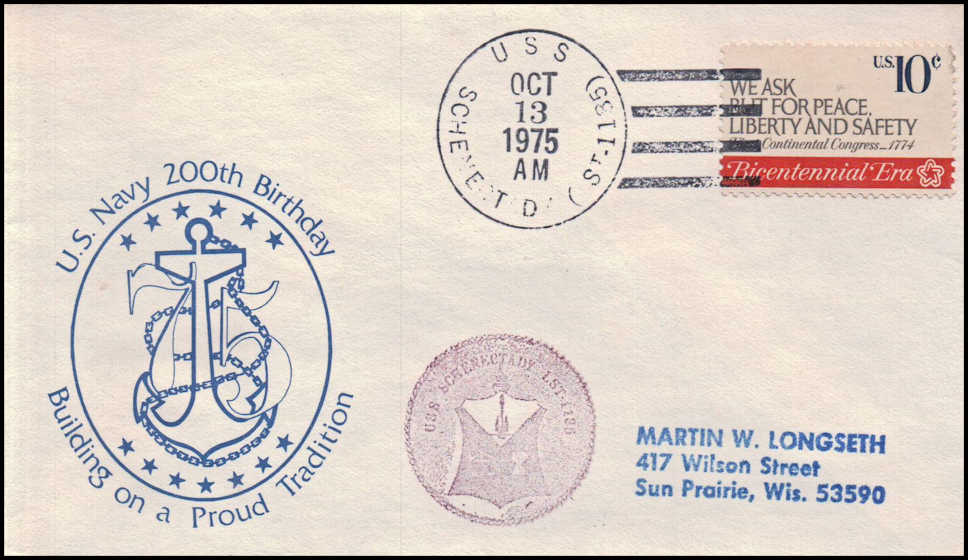 U.S. Navy 200th Birthday
75
Building on a Proud Tradition
USS
SCHENECTADY (LST-1185)
OCT
13
1975
AM
U.S. 10¢
WE ASK
BUT FOR PEACE,
LIBERTY AND SAFETY
Continental Congress—1774
Bicentennial Era
USS SCHENECTADY LST-1185
MARTIN W. LONGSETH
417 Wilson Street
Sun Prairie, Wis. 53590